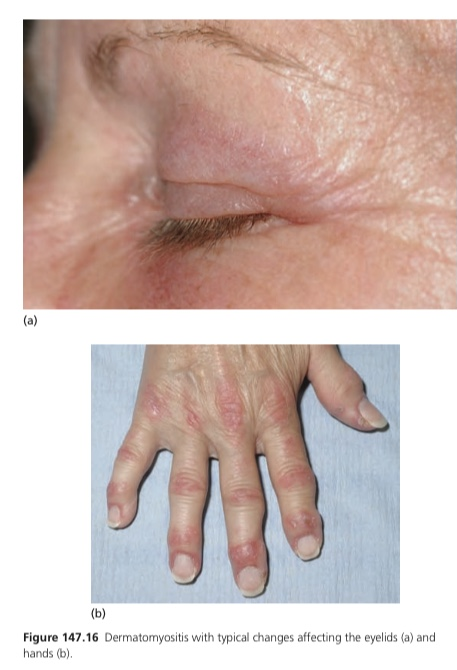 (a)
(b)
Figure 147.16 Dermatomyositis with typical changes affecting the eyelids (a) and
hands (b).